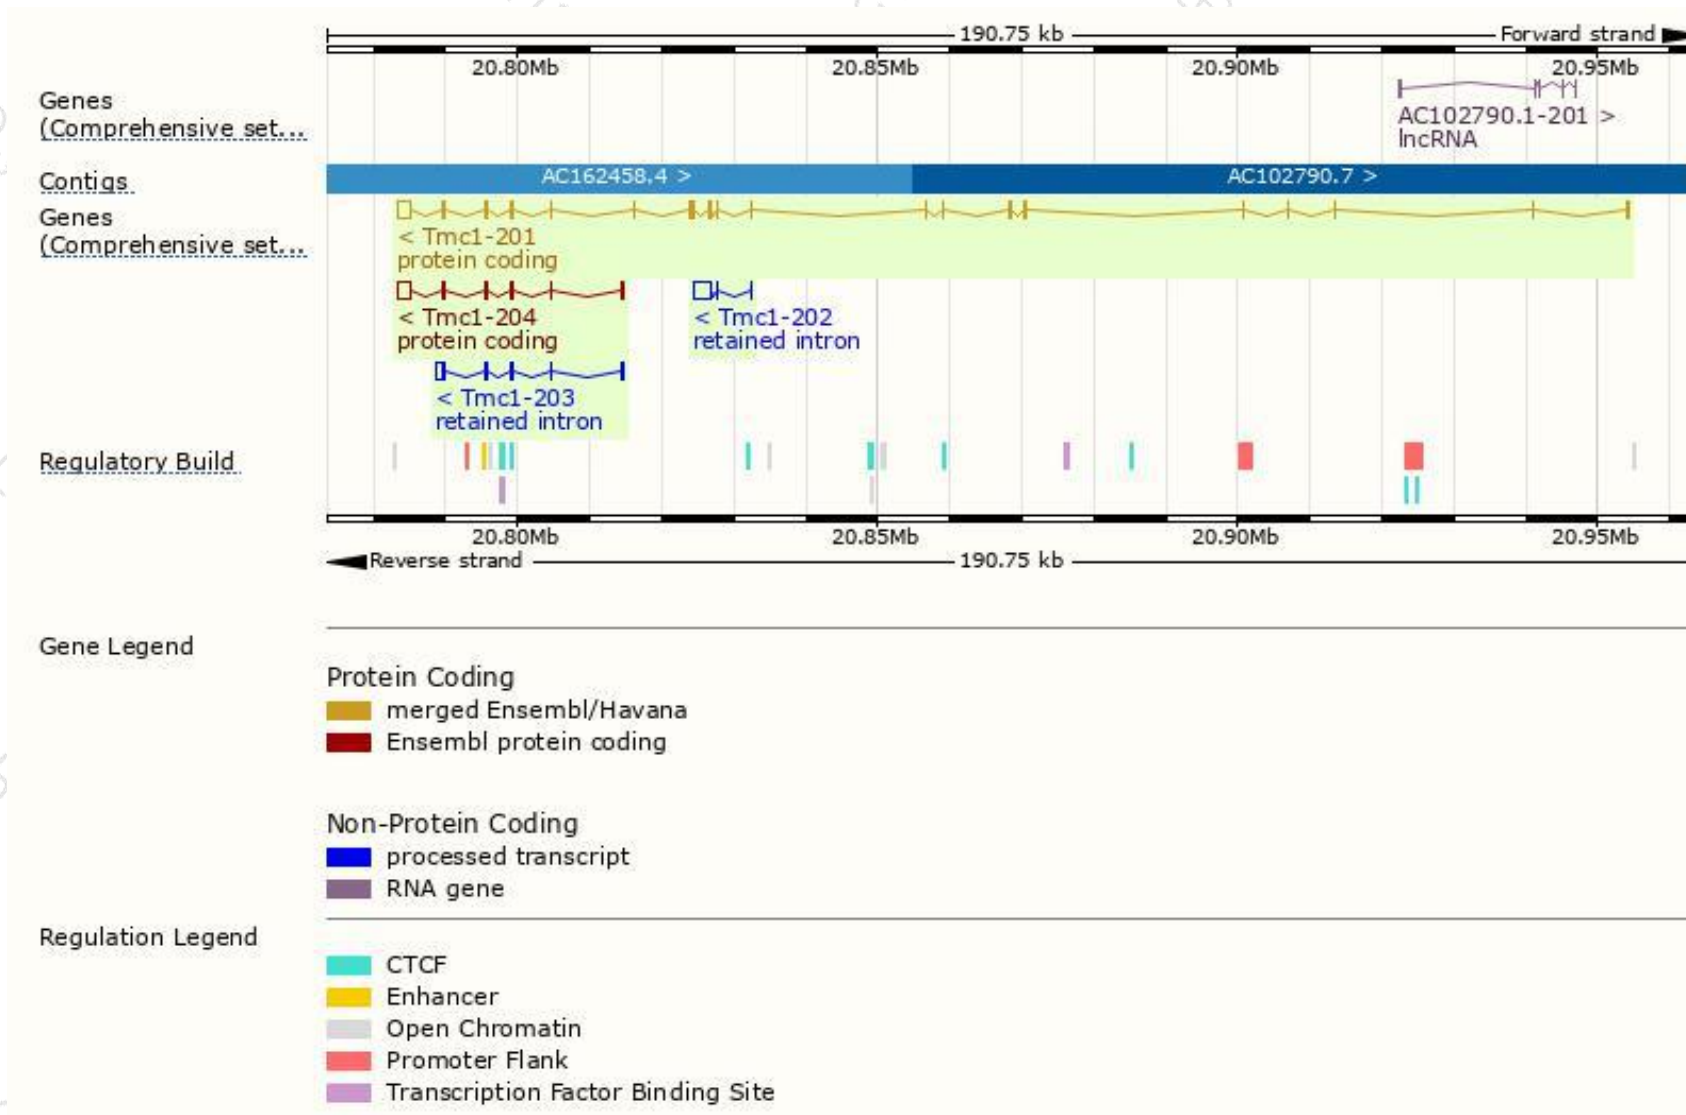 190.75 kb Forward strand
20.80Mb 20.85Mb 20.90Mb 20.95Mb
Genes
(Comprehensive set...
AC102790.1-201 >
lncRNA
Contigs AC162458.4 > AC102790.7 >
Genes
(Comprehensive set...
< Tmc1-201
protein coding
< Tmc1-204
protein coding
< Tmc1-202
retained intron
< Tmc1-203
retained intron
Regulatory Build
20.80Mb 20.85Mb 20.90Mb 20.95Mb
Reverse strand 190.75 kb
Gene Legend
Protein Coding
merged Ensembl/Havana
Ensembl protein coding
Non-Protein Coding
processed transcript
RNA gene
Regulation Legend
CTCF
Enhancer
Open Chromatin
Promoter Flank
Transcription Factor Binding Site